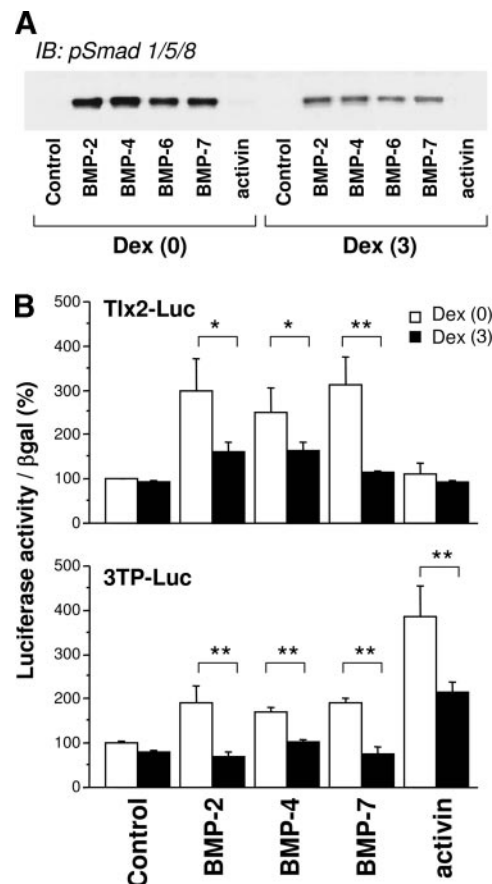 A
IB: pSmad 1/5/8
Control BMP-2 BMP-4 BMP-6 BMP-7 activin Control BMP-2 BMP-4 BMP-6 BMP-7 activin
Dex (0) Dex (3)
B
Luciferase activity / βgal (%)
500
400
300
200
100
0
Tlx2-Luc
* * **
Dex (0)
Dex (3)
500
400
300
200
100
0
3TP-Luc
** ** ** **
Control BMP-2 BMP-4 BMP-7 activin